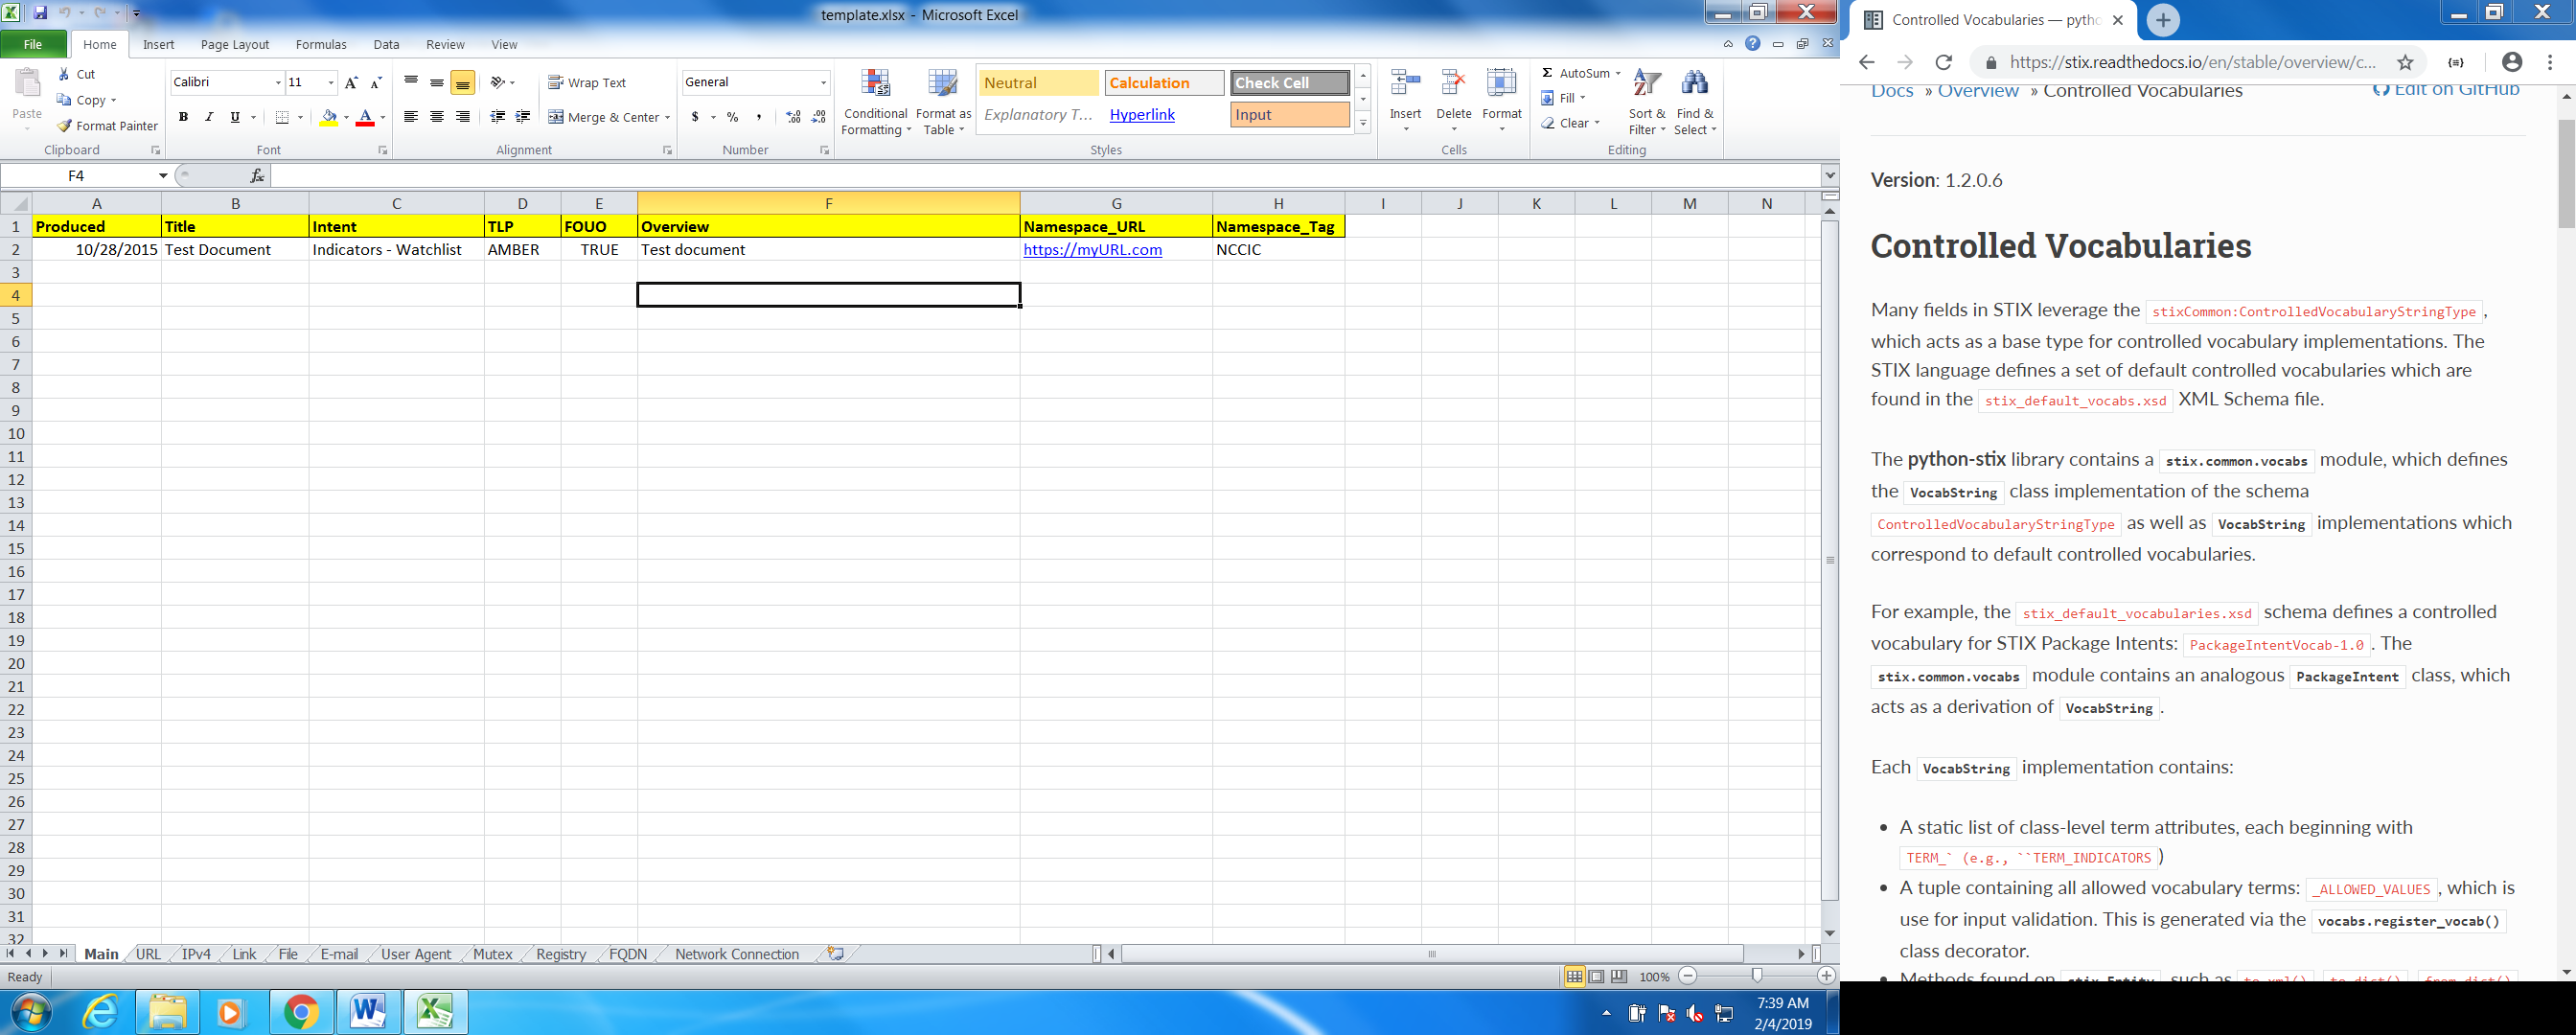 template.xlsx - Microsoft Excel
File Home Insert Page Layout Formulas Data Review View
Paste
Cut
Copy
Format Painter
Clipboard
Calibri 11
B I U
Font
Wrap Text
Merge & Center
Alignment
General
$ % ,
Number
Conditional Formatting
Format as Table
Neutral Calculation Check Cell
Explanatory T... Hyperlink Input
Styles
Insert Delete Format
Cells
Σ AutoSum
Fill
Clear
Sort & Filter
Find & Select
Editing
F4 fx
A B C D E F G H I J K L M N
1 Produced Title Intent TLP FOUO Overview Namespace_URL Namespace_Tag
2 10/28/2015 Test Document Indicators - Watchlist AMBER TRUE Test document https://myURL.com NCCIC
3
4
5
6
7
8
9
10
11
12
13
14
15
16
17
18
19
20
21
22
23
24
25
26
27
28
29
30
31
32
Main URL IPv4 Link File E-mail User Agent Mutex Registry FQDN Network Connection
Ready 100%
7:39 AM
2/4/2019
Controlled Vocabularies — pytho
https://stix.readthedocs.io/en/stable/overview/c...
Docs » Overview » Controlled Vocabularies Edit on GitHub
Version: 1.2.0.6
Controlled Vocabularies
Many fields in STIX leverage the stixCommon:ControlledVocabularyStringType,
which acts as a base type for controlled vocabulary implementations. The
STIX language defines a set of default controlled vocabularies which are
found in the stix_default_vocabs.xsd XML Schema file.
The python-stix library contains a stix.common.vocabs module, which defines
the VocabString class implementation of the schema
ControlledVocabularyStringType as well as VocabString implementations which
correspond to default controlled vocabularies.
For example, the stix_default_vocabularies.xsd schema defines a controlled
vocabulary for STIX Package Intents: PackageIntentVocab-1.0. The
stix.common.vocabs module contains an analogous PackageIntent class, which
acts as a derivation of VocabString.
Each VocabString implementation contains:
• A static list of class-level term attributes, each beginning with
TERM_` (e.g., ``TERM_INDICATORS)
• A tuple containing all allowed vocabulary terms: _ALLOWED_VALUES, which is
use for input validation. This is generated via the vocabs.register_vocab()
class decorator.
• Methods found on stix.Entity, such as to_xml(), to_dict(), from_dict()